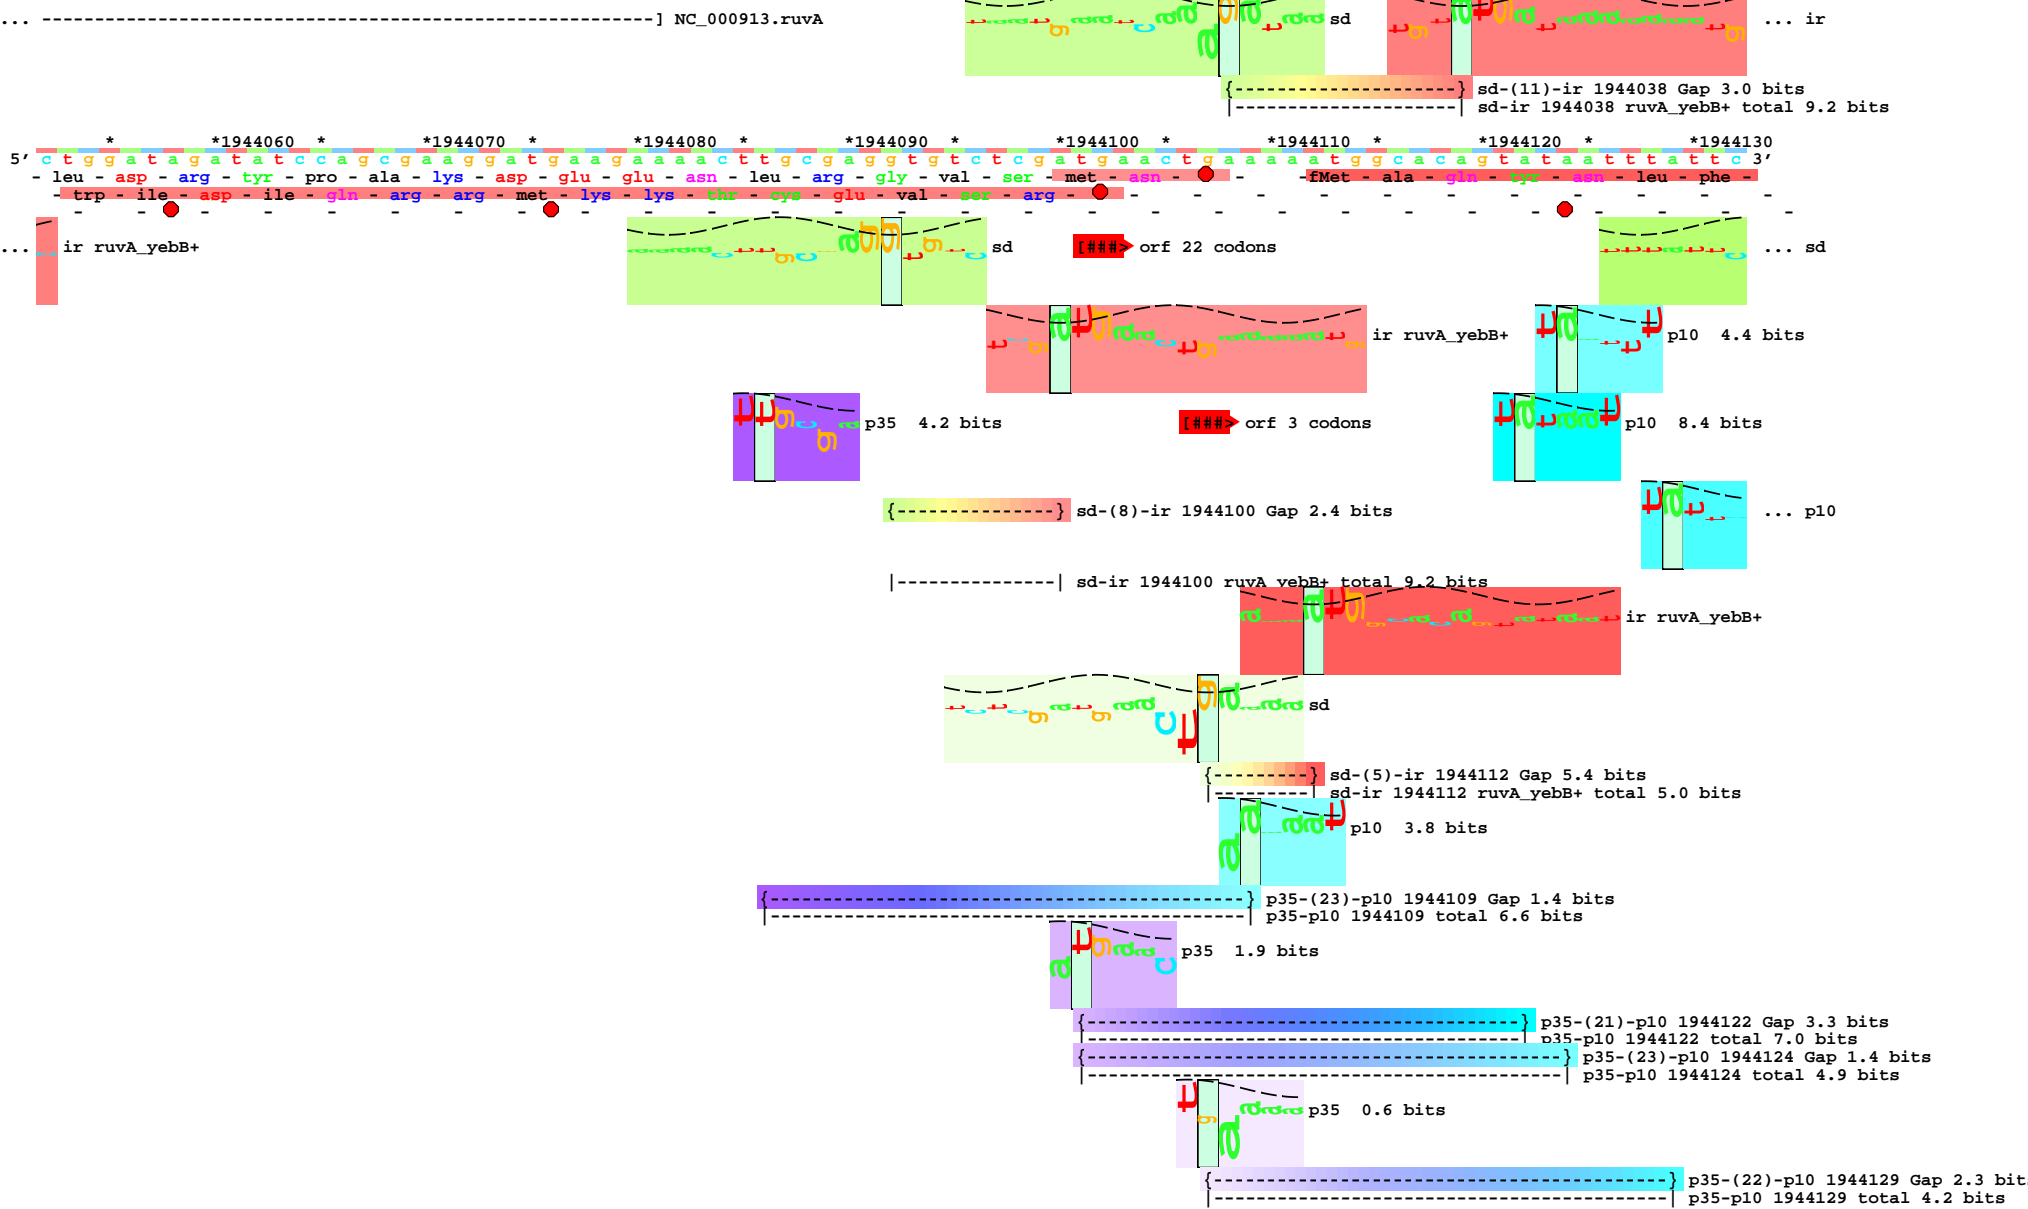 ... ----------------------------------------------------------] NC_000913.ruvA
sd
... ir
{----------------------} sd-(11)-ir 1944038 Gap 3.0 bits
|----------------------| sd-ir 1944038 ruvA_yebB+ total 9.2 bits
* *1944060 * *1944070 * *1944080 * *1944090 * *1944100 * *1944110 * *1944120 * *1944130
5' c t g g a t a g a t a t c c a g c g a a g g a t g a a g a a a a c t t g c g a g g t g t c t c g a t g a a c t g a a a a a t g g c a c a g t a t a a t t t a t t c 3'
- leu - asp - arg - tyr - pro - ala - lys - asp - glu - glu - asn - leu - arg - gly - val - ser - met - asn - - fMet - ala - gln - tyr - asn - leu - phe -
- trp - ile - asp - ile - gln - arg - arg - met - lys - lys - thr - cys - glu - val - ser - arg - - - - - - - - - - -
... ir ruvA_yebB+
sd
[###> orf 22 codons
... sd
ir ruvA_yebB+
p10 4.4 bits
p35 4.2 bits
[###> orf 3 codons
p10 8.4 bits
{----------------} sd-(8)-ir 1944100 Gap 2.4 bits
... p10
|---------------| sd-ir 1944100 ruvA_yebB+ total 9.2 bits
ir ruvA_yebB+
sd
{---------} sd-(5)-ir 1944112 Gap 5.4 bits
|---------| sd-ir 1944112 ruvA_yebB+ total 5.0 bits
p10 3.8 bits
{---------------------------------------------} p35-(23)-p10 1944109 Gap 1.4 bits
|---------------------------------------------| p35-p10 1944109 total 6.6 bits
p35 1.9 bits
{-----------------------------------------} p35-(21)-p10 1944122 Gap 3.3 bits
|-----------------------------------------| p35-p10 1944122 total 7.0 bits
{---------------------------------------------} p35-(23)-p10 1944124 Gap 1.4 bits
|---------------------------------------------| p35-p10 1944124 total 4.9 bits
p35 0.6 bits
{-------------------------------------------} p35-(22)-p10 1944129 Gap 2.3 bit
|-------------------------------------------| p35-p10 1944129 total 4.2 bits